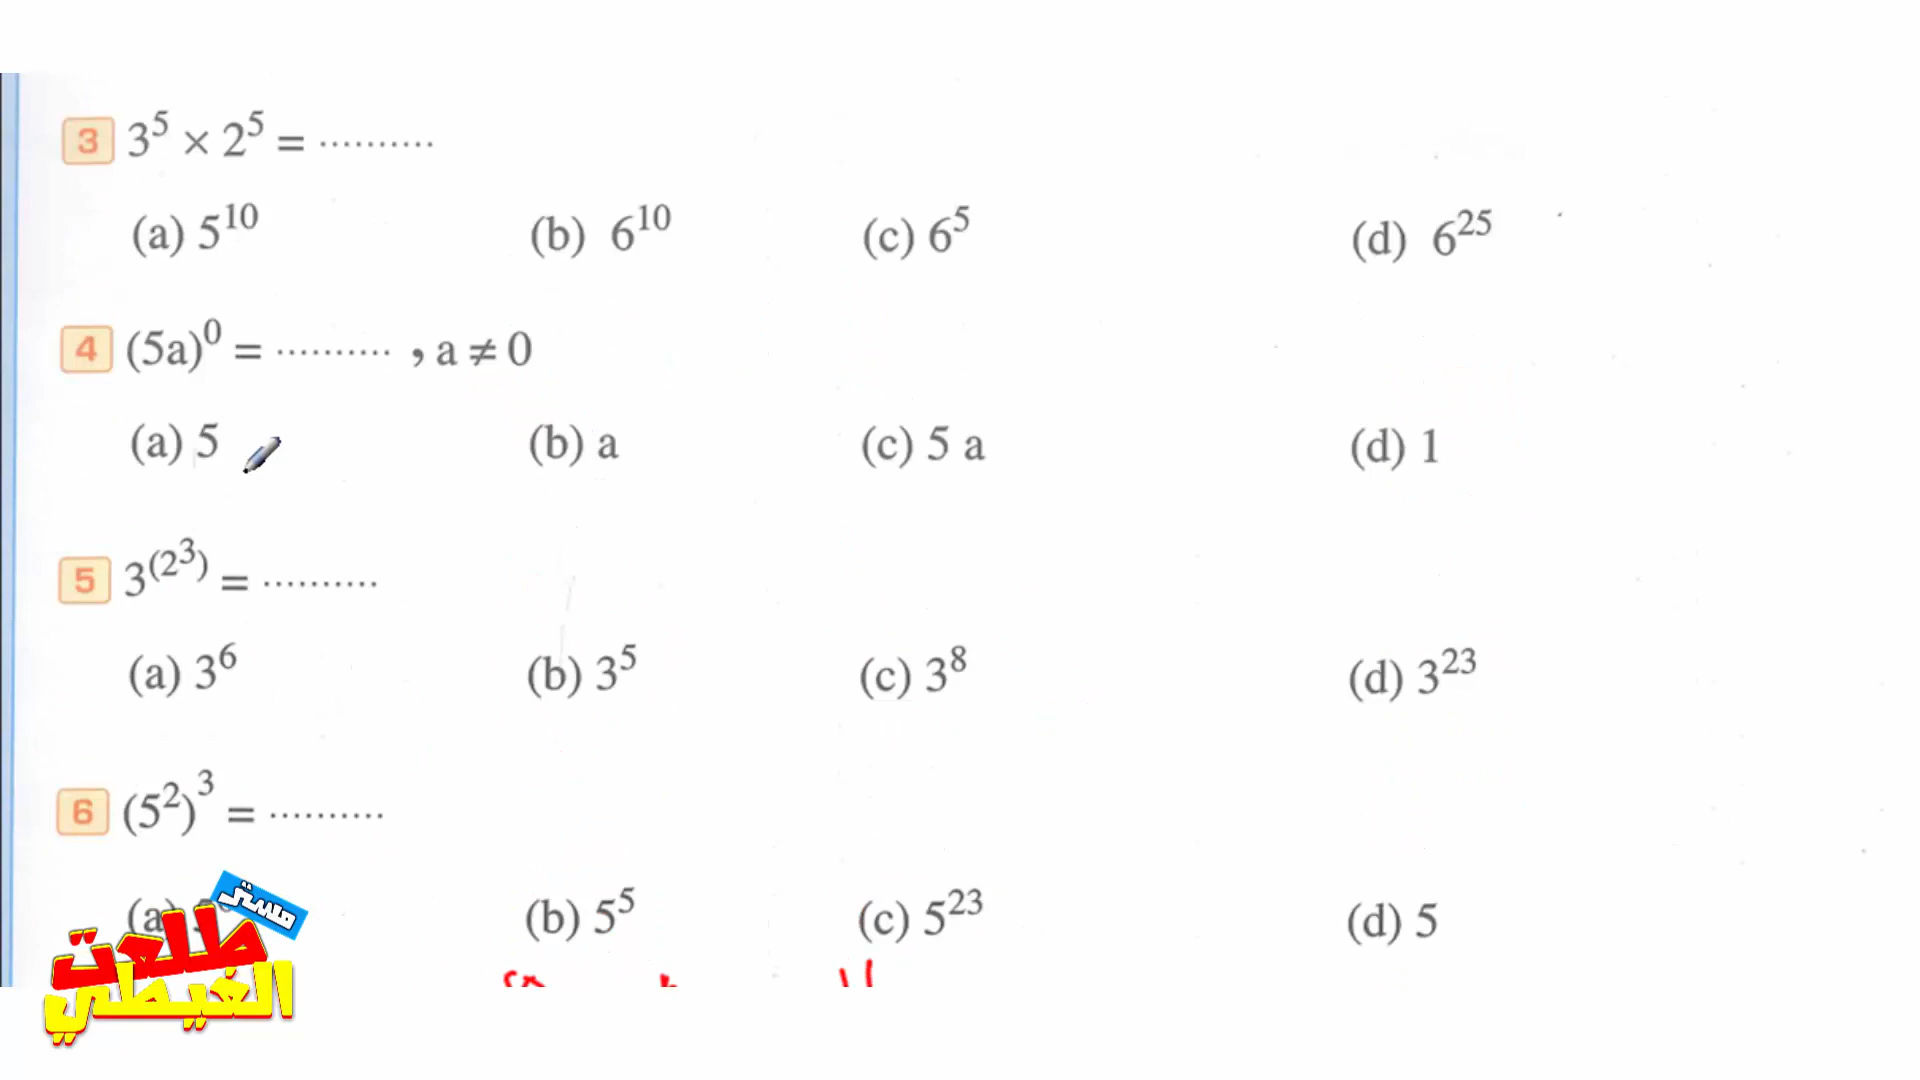 3 3⁵ × 2⁵ = ··········
(a) 5¹⁰ (b) 6¹⁰ (c) 6⁵ (d) 6²⁵
4 (5a)⁰ = ·········· , a ≠ 0
(a) 5 (b) a (c) 5 a (d) 1
5 3^(2³) = ··········
(a) 3⁶ (b) 3⁵ (c) 3⁸ (d) 3²³
6 (5²)³ = ··········
(a) (b) 5⁵ (c) 5²³ (d) 5
مستر
طلعت
الغيطي